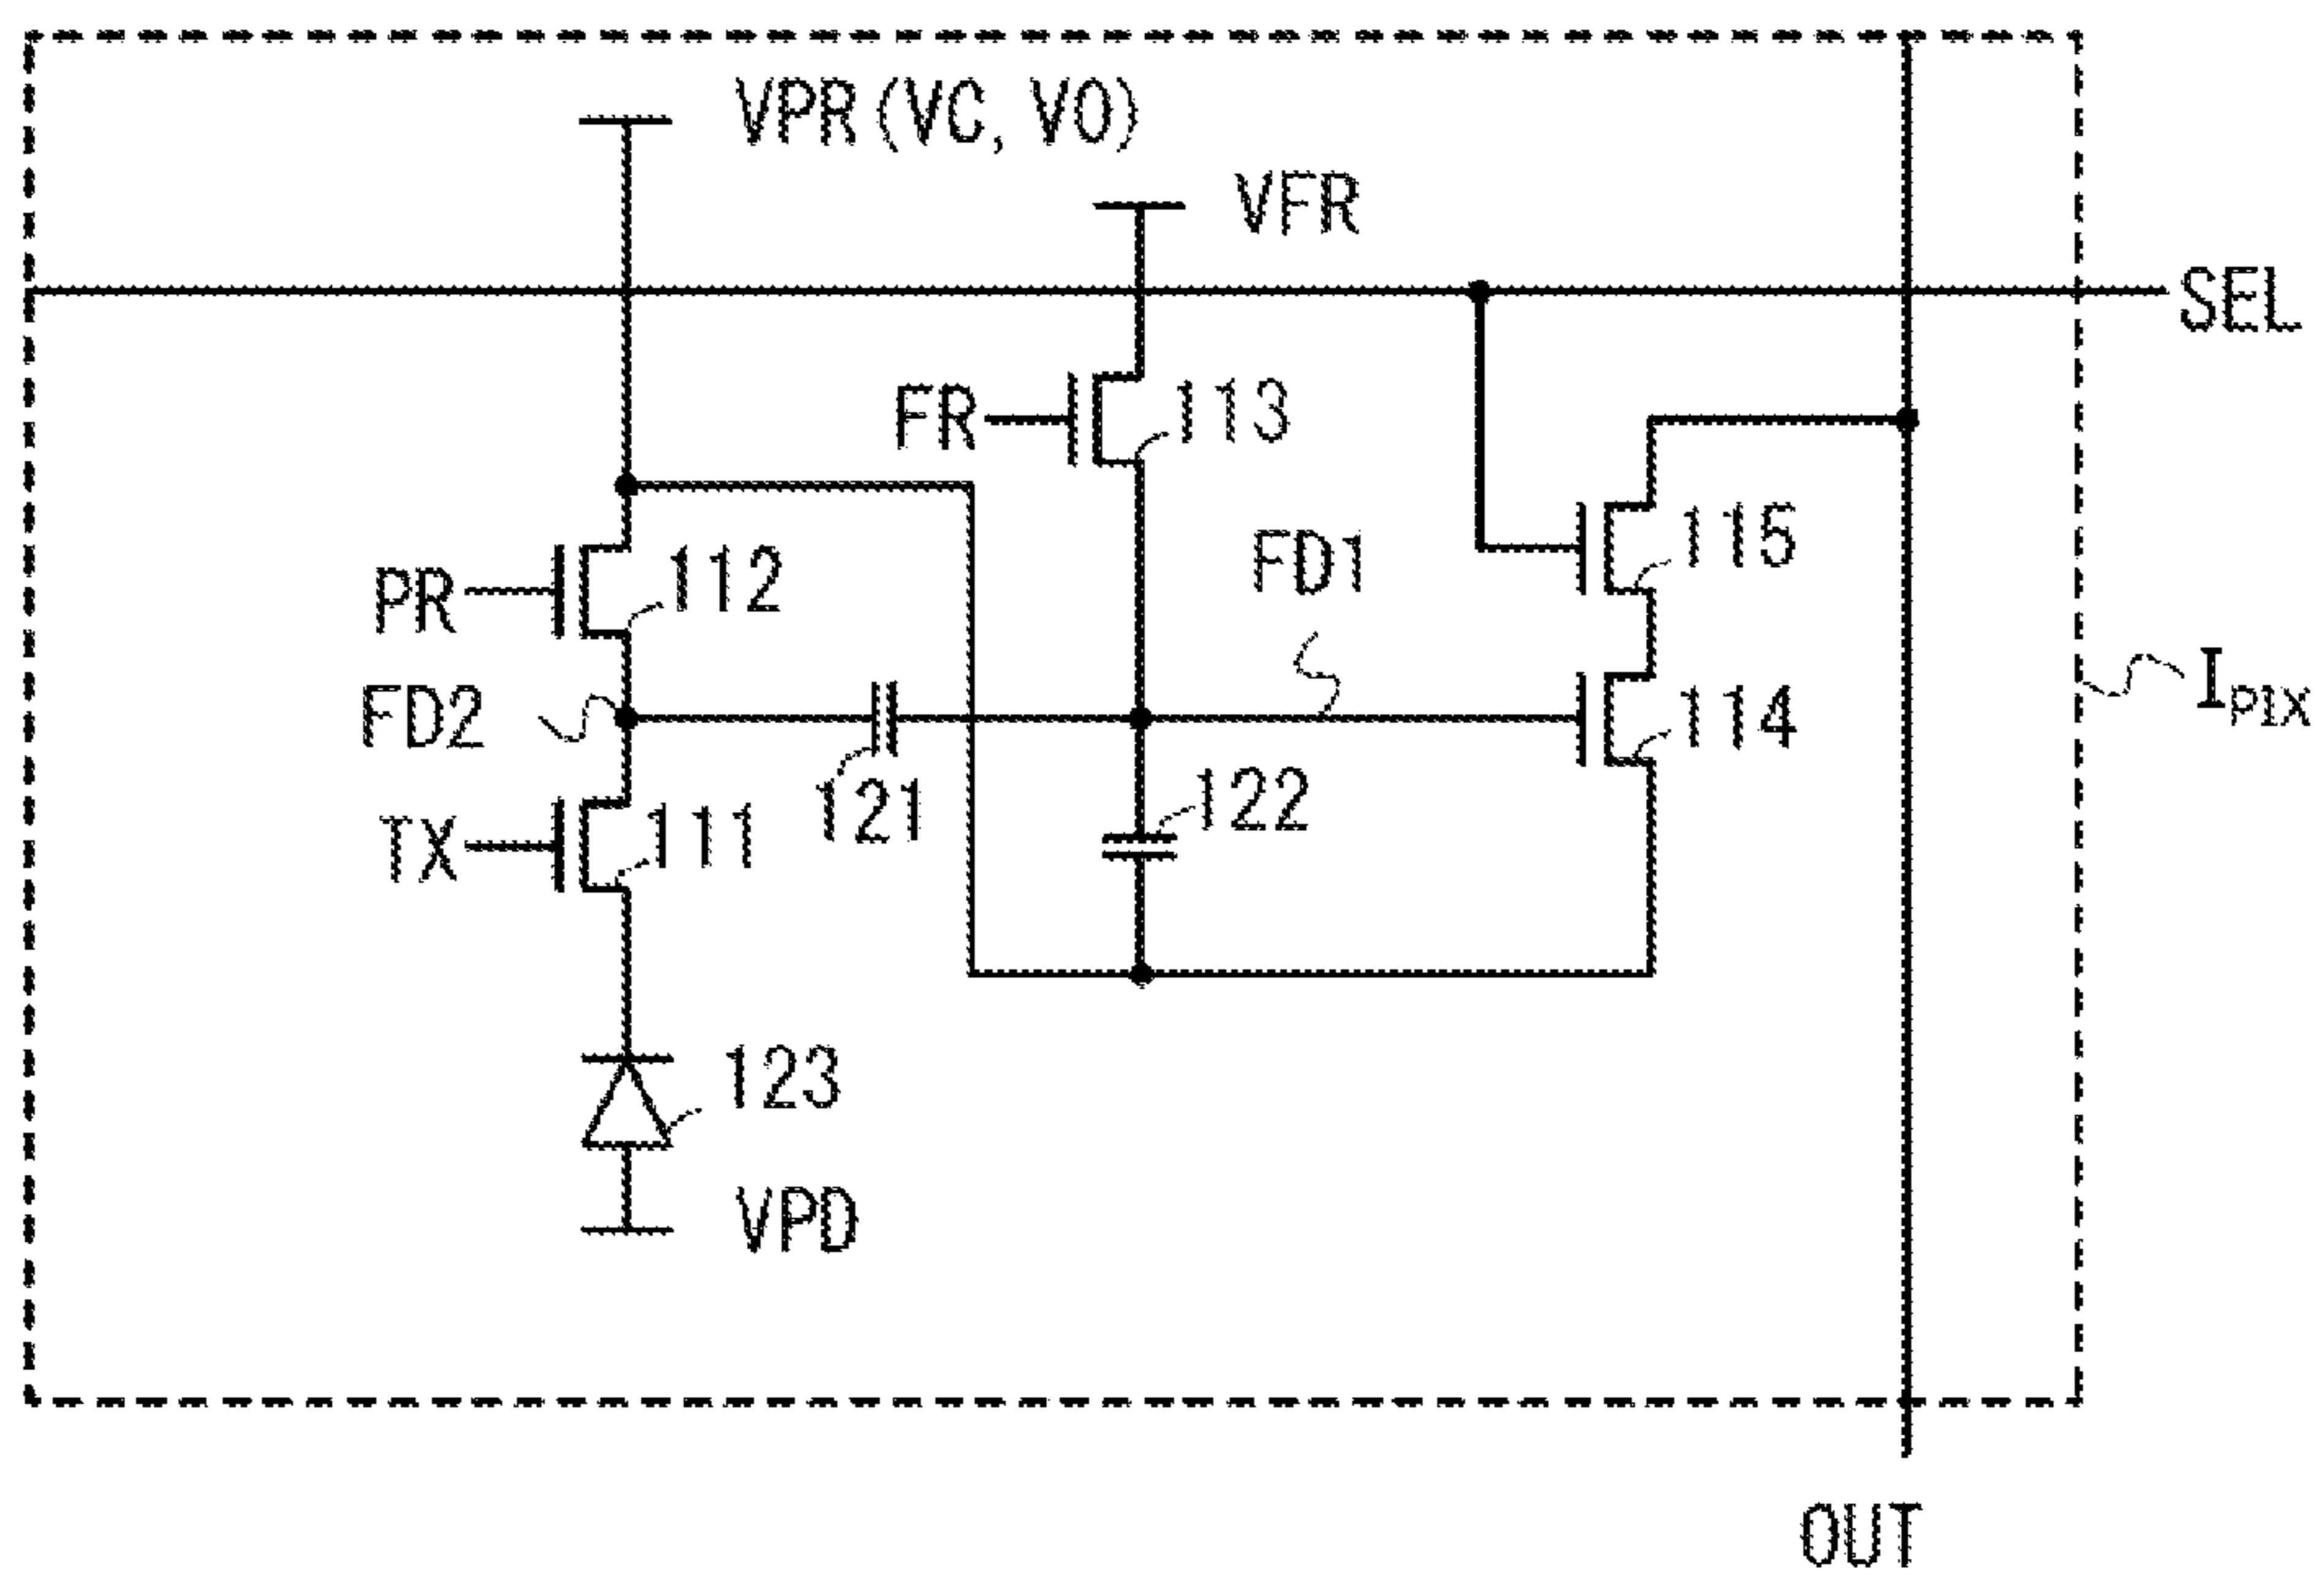 VPR (VC, VO)
VFR
SEL
FR
113
PR
112
FD1
115
FD2
114
I_PIX
121
122
TX
111
123
VPD
OUT